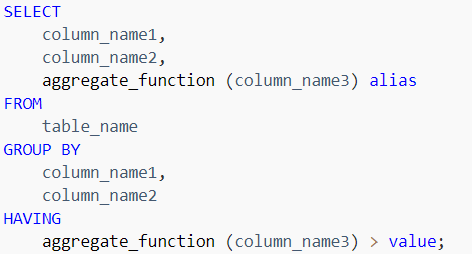 SELECT
column_name1,
column_name2,
aggregate_function (column_name3) alias
FROM
table_name
GROUP BY
column_name1,
column_name2
HAVING
aggregate_function (column_name3) > value;